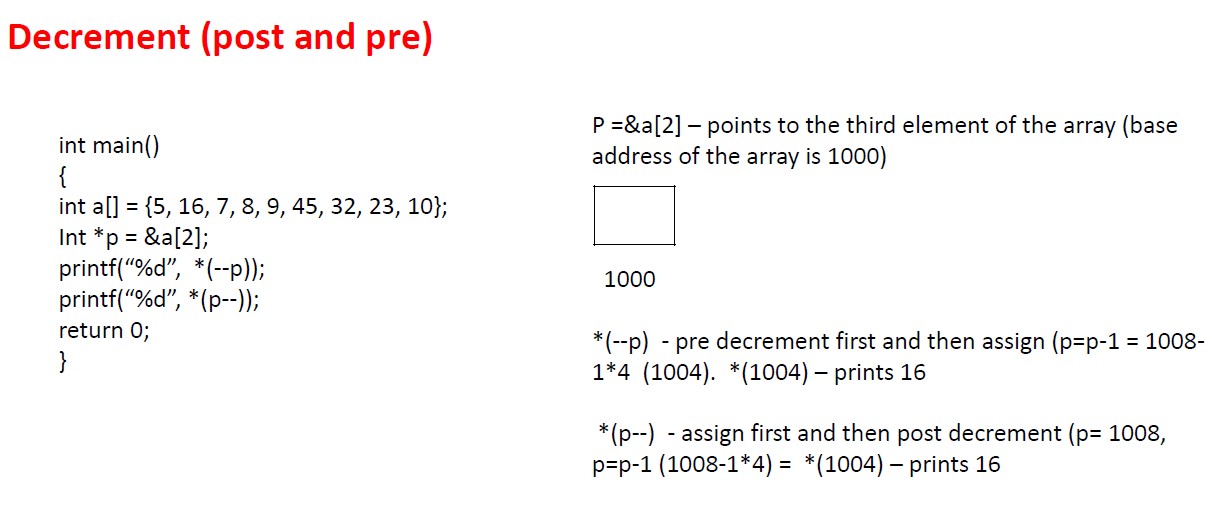 Decrement (post and pre)
int main()
{
int a[] = {5, 16, 7, 8, 9, 45, 32, 23, 10};
Int *p = &a[2];
printf(“%d”,  *(--p));
printf(“%d”, *(p--));
return 0;
}
P =&a[2] – points to the third element of the array (base
address of the array is 1000)
1000
*(--p)  - pre decrement first and then assign (p=p-1 = 1008-
1*4  (1004).  *(1004) – prints 16
*(p--)  - assign first and then post decrement (p= 1008,
p=p-1 (1008-1*4) =  *(1004) – prints 16